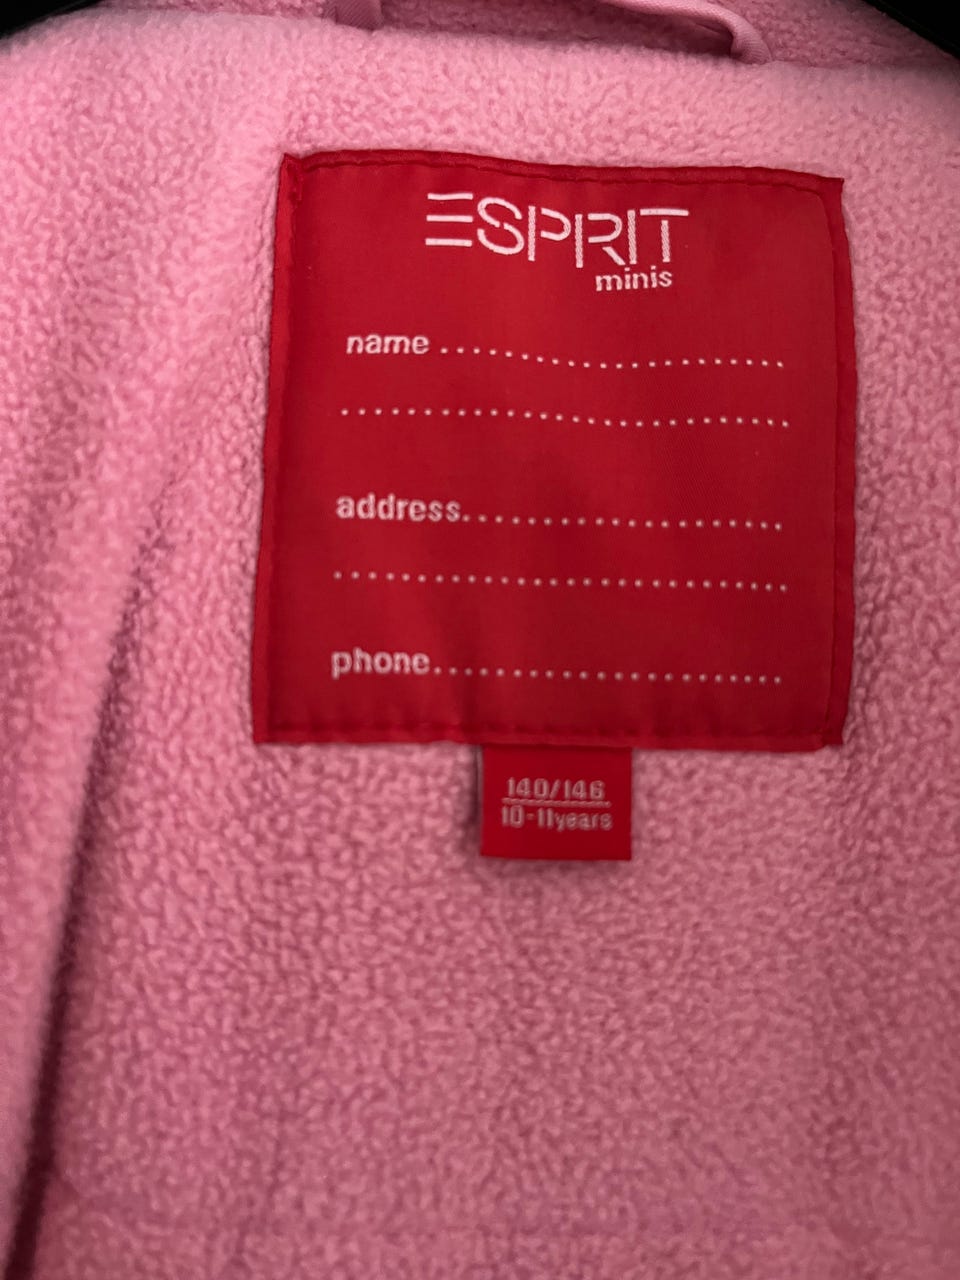 ESPRIT
minis
name ......................
............................
address....................
............................
phone......................
140/146
10-11years